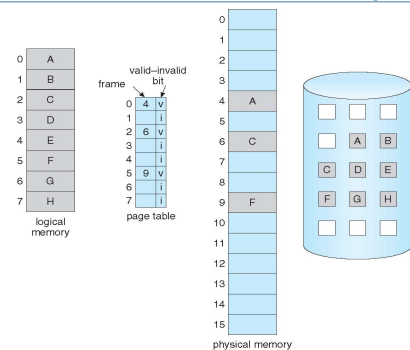 0 A
1 B
2 C
3 D
4 E
5 F
6 G
7 H
logical
memory
valid–invalid
bit
frame
0 4 v
1 i
2 6 v
3 i
4 i
5 9 v
6 i
7 i
page table
0
1
2
3
4 A
5
6 C
7
8
9 F
10
11
12
13
14
15
physical memory
A B
C D E
F G H